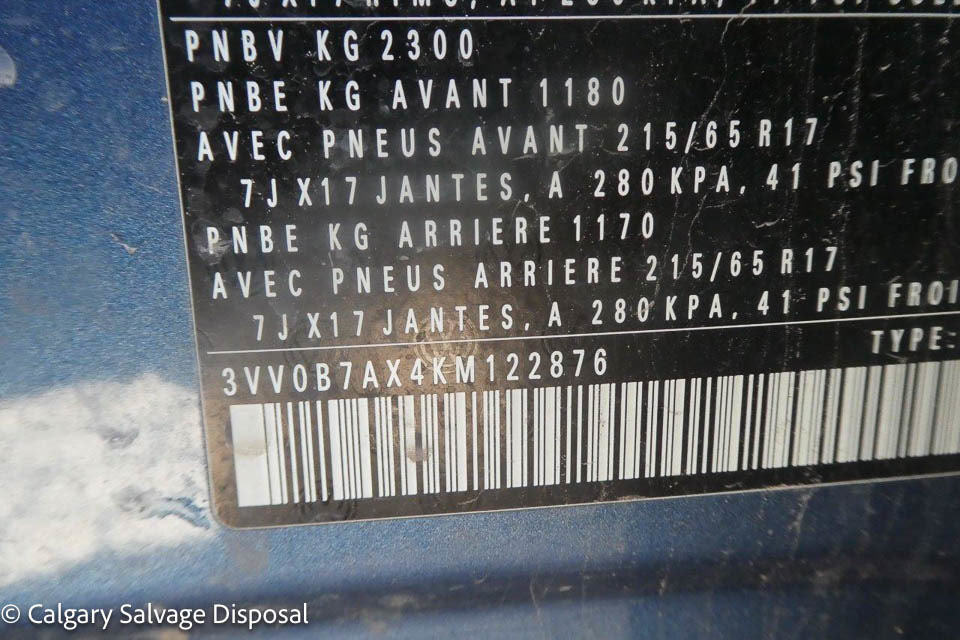 PNBV KG 2300
PNBE KG AVANT 1180
AVEC PNEUS AVANT 215/65 R17
7J X17 JANTES, A 280 KPA, 41 PSI FRO
PNBE KG ARRIERE 1170
AVEC PNEUS ARRIERE 215/65 R17
7J X17 JANTES, A 280 KPA, 41 PSI FROI
TYPE:
3VV0B7AX4KM122876
© Calgary Salvage Disposal